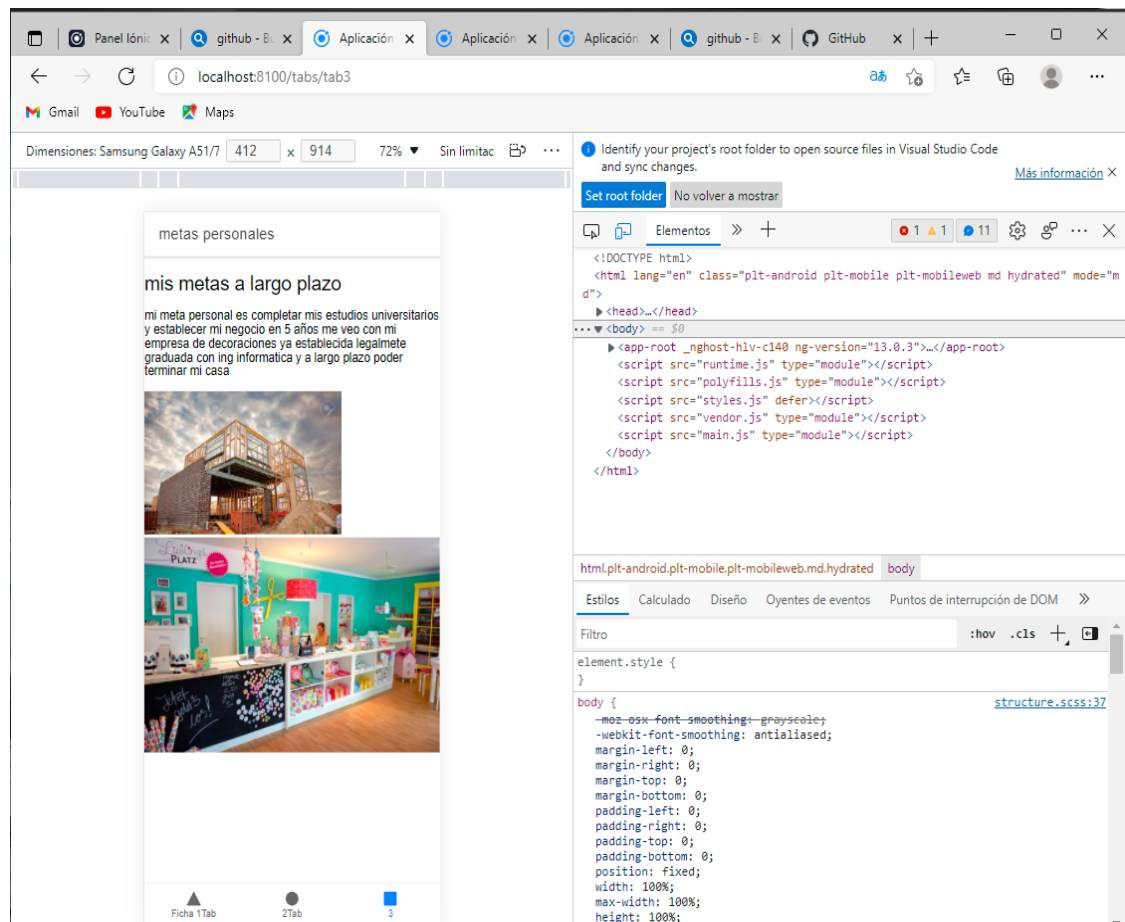 Panel Iónic
github - Bu
Aplicación
Aplicación
Aplicación
github - Bu
GitHub
localhost:8100/tabs/tab3
aあ
Gmail
YouTube
Maps
Dimensiones: Samsung Galaxy A51/7 412 x 914 72% ▼ Sin limitac
metas personales
mis metas a largo plazo
mi meta personal es completar mis estudios universitarios
y establecer mi negocio en 5 años me veo con mi
empresa de decoraciones ya establecida legalmete
graduada con ing informatica y a largo plazo poder
terminar mi casa
PLATZ
Ficha 1Tab
2Tab
3
Identify your project's root folder to open source files in Visual Studio Code
and sync changes.
Más información
Set root folder
No volver a mostrar
Elementos
1 1 11
<!DOCTYPE html>
<html lang="en" class="plt-android plt-mobile plt-mobileweb md hydrated" mode="m
d">
▶<head>…</head>
···▼<body> == $0
▶<app-root _nghost-hlv-c140 ng-version="13.0.3">…</app-root>
<script src="runtime.js" type="module"></script>
<script src="polyfills.js" type="module"></script>
<script src="styles.js" defer></script>
<script src="vendor.js" type="module"></script>
<script src="main.js" type="module"></script>
</body>
</html>
html.plt-android.plt-mobile.plt-mobileweb.md.hydrated body
Estilos Calculado Diseño Oyentes de eventos Puntos de interrupción de DOM
Filtro
:hov .cls
element.style {
}
body {
structure.scss:37
-moz-osx-font-smoothing: grayscale;
-webkit-font-smoothing: antialiased;
margin-left: 0;
margin-right: 0;
margin-top: 0;
margin-bottom: 0;
padding-left: 0;
padding-right: 0;
padding-top: 0;
padding-bottom: 0;
position: fixed;
width: 100%;
max-width: 100%;
height: 100%;